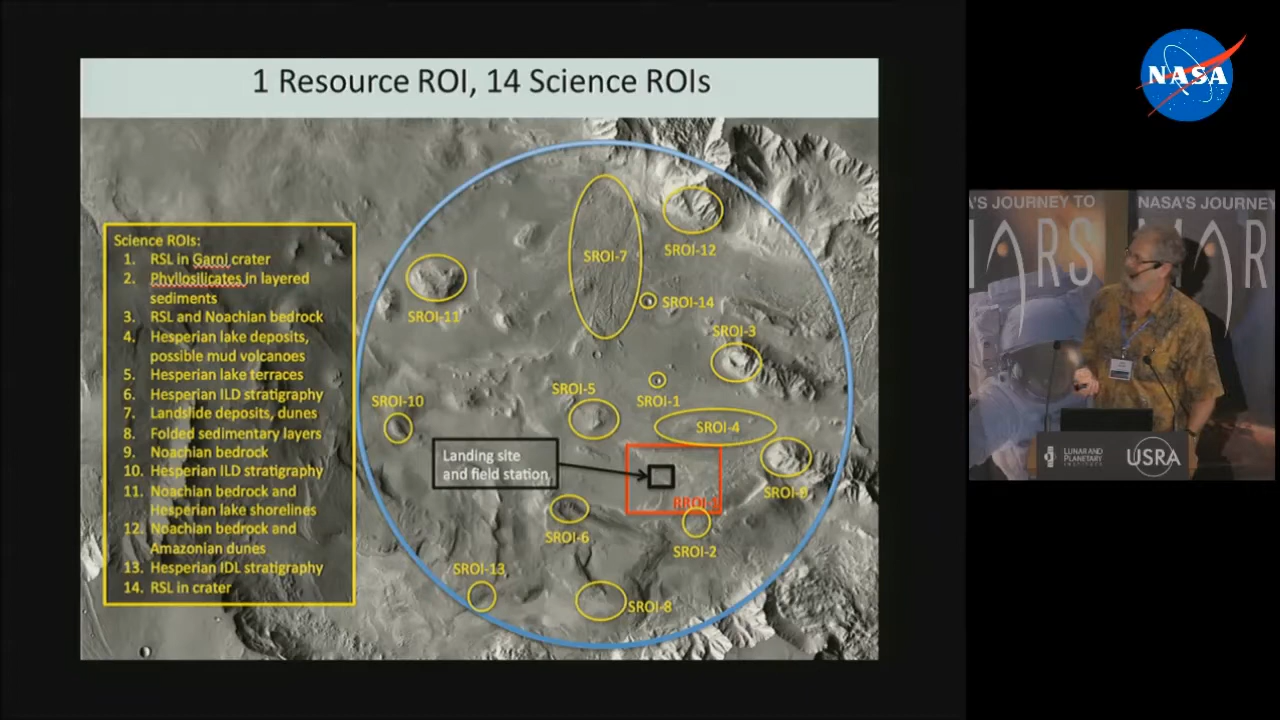 1 Resource ROI, 14 Science ROIs
Science ROIs:
1. RSL in Garni crater
2. Phyllosilicates in layered
sediments
3. RSL and Noachian bedrock
4. Hesperian lake deposits,
possible mud volcanoes
5. Hesperian lake terraces
6. Hesperian ILD stratigraphy
7. Landslide deposits, dunes
8. Folded sedimentary layers
9. Noachian bedrock
10. Hesperian ILD stratigraphy
11. Noachian bedrock and
Hesperian lake shorelines
12. Noachian bedrock and
Amazonian dunes
13. Hesperian IDL stratigraphy
14. RSL in crater
SROI-7
SROI-12
SROI-14
SROI-11
SROI-3
SROI-5
SROI-1
SROI-10
SROI-4
Landing site
and field station
SROI-9
RROI-1
SROI-6
SROI-2
SROI-13
SROI-8
NASA
A'S JOURNEY TO
ARS
NASA'S JOURNEY
MAR
LUNAR AND
PLANETARY
INSTITUTE
USRA